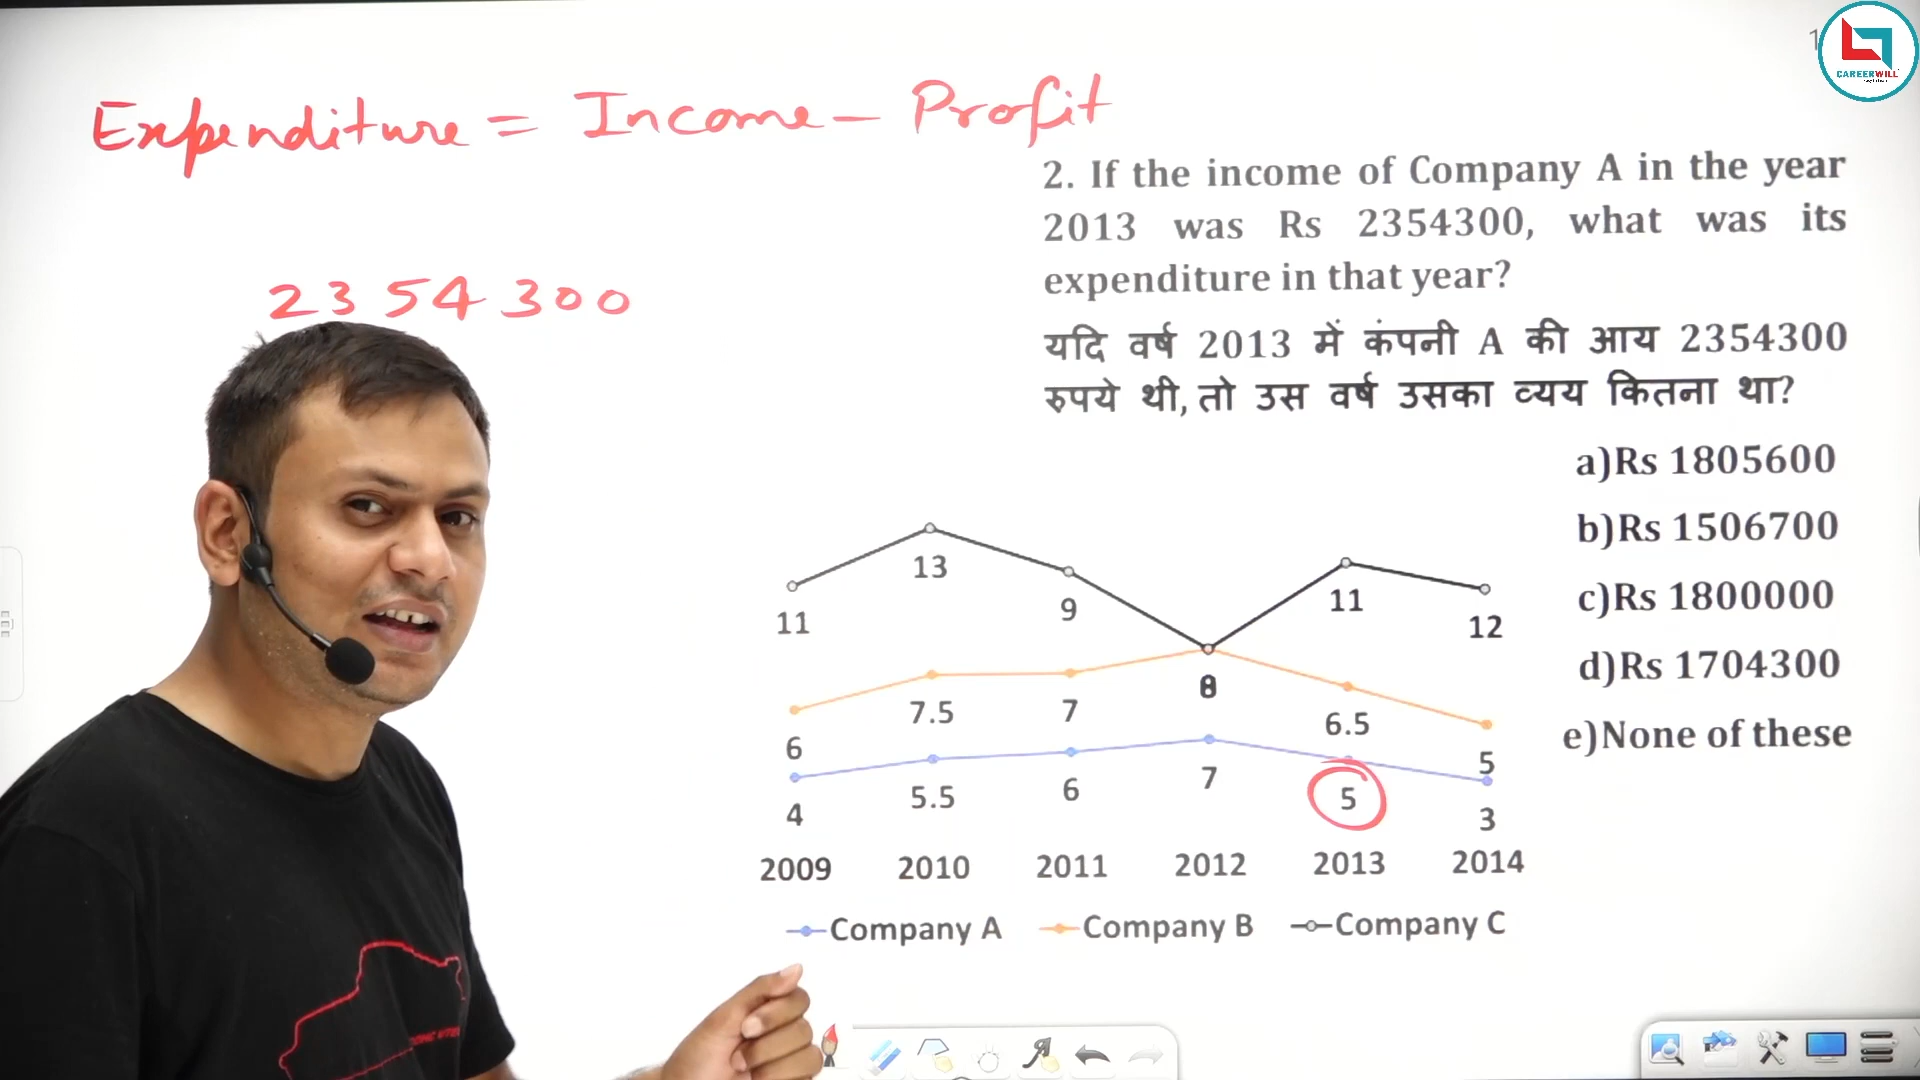 CAREERWILL
Expenditure = Income - Profit
2354300
2. If the income of Company A in the year
2013 was Rs 2354300, what was its
expenditure in that year?
यदि वर्ष 2013 में कंपनी A की आय 2354300
रुपये थी, तो उस वर्ष उसका व्यय कितना था?
a)Rs 1805600
b)Rs 1506700
c)Rs 1800000
d)Rs 1704300
e)None of these
11 13 9 8 11 12
6 7.5 7 6.5 5
4 5.5 6 7 5 3
2009 2010 2011 2012 2013 2014
Company A Company B Company C